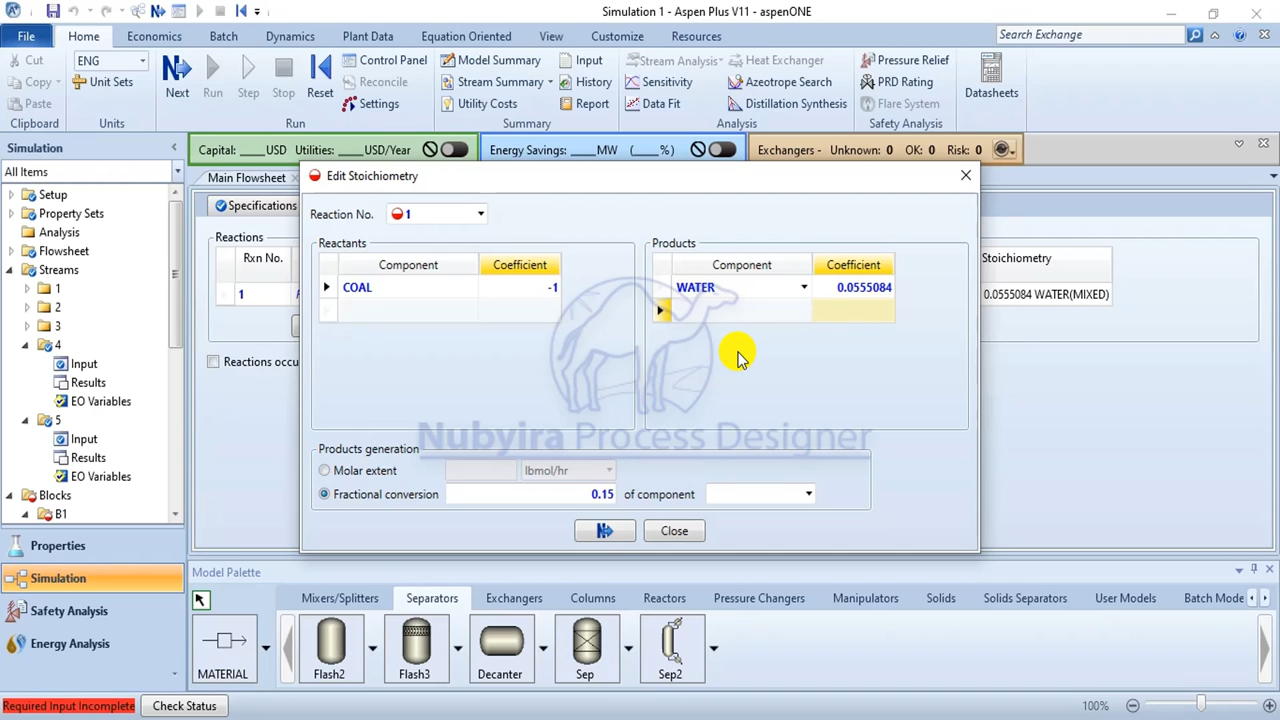 Simulation 1 - Aspen Plus V11 - aspenONE
File Home Economics Batch Dynamics Plant Data Equation Oriented View Customize Resources Search Exchange
Cut ENG Control Panel Model Summary Input Stream Analysis Heat Exchanger Pressure Relief
Copy Unit Sets Next Run Step Stop Reset Reconcile Stream Summary History Sensitivity Azeotrope Search PRD Rating Datasheets
Paste Settings Utility Costs Report Data Fit Distillation Synthesis Flare System
Clipboard Units Run Summary Analysis Safety Analysis
Simulation
Capital: ____USD Utilities: ____USD/Year Energy Savings: ____MW (____%) Exchangers - Unknown: 0 OK: 0 Risk: 0
All Items
Main Flowsheet
Edit Stoichiometry
Setup
Property Sets
Analysis
Flowsheet
Streams
1
2
3
4
Input
Results
EO Variables
5
Input
Results
EO Variables
Blocks
B1
Specifications
Reactions
Rxn No.
1
Reactions occu
Stoichiometry
0.0555084 WATER(MIXED)
Reaction No. 1
Reactants
Component Coefficient
COAL -1
Products
Component Coefficient
WATER 0.0555084
Nubyira Process Designer
Products generation
Molar extent lbmol/hr
Fractional conversion 0.15 of component
N Close
Properties
Simulation
Safety Analysis
Energy Analysis
Model Palette
Mixers/Splitters Separators Exchangers Columns Reactors Pressure Changers Manipulators Solids Solids Separators User Models Batch Mode
MATERIAL Flash2 Flash3 Decanter Sep Sep2
Required Input Incomplete Check Status 100%